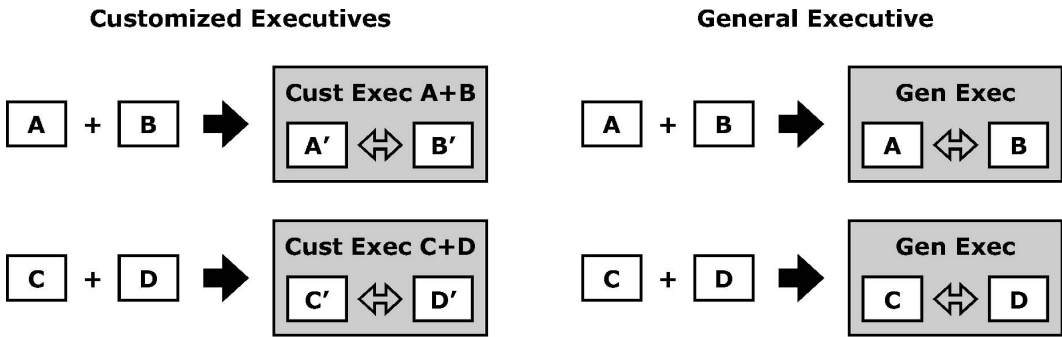 Customized Executives
A + B
Cust Exec A+B
A′ B′
C + D
Cust Exec C+D
C′ D′
General Executive
A + B
Gen Exec
A B
C + D
Gen Exec
C D